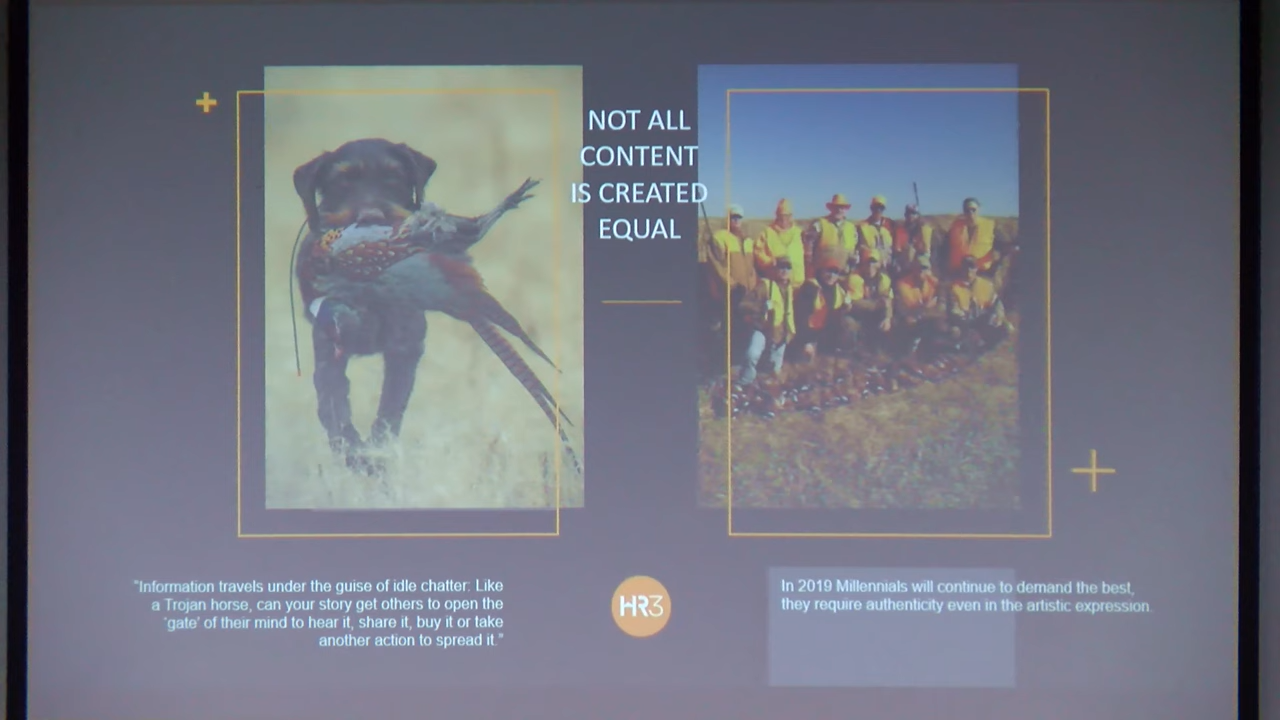 NOT ALL
CONTENT
IS CREATED
EQUAL
"Information travels under the guise of idle chatter: Like
a Trojan horse, can your story get others to open the
'gate' of their mind to hear it, share it, buy it or take
another action to spread it."
HR3
In 2019 Millennials will continue to demand the best,
they require authenticity even in the artistic expression.